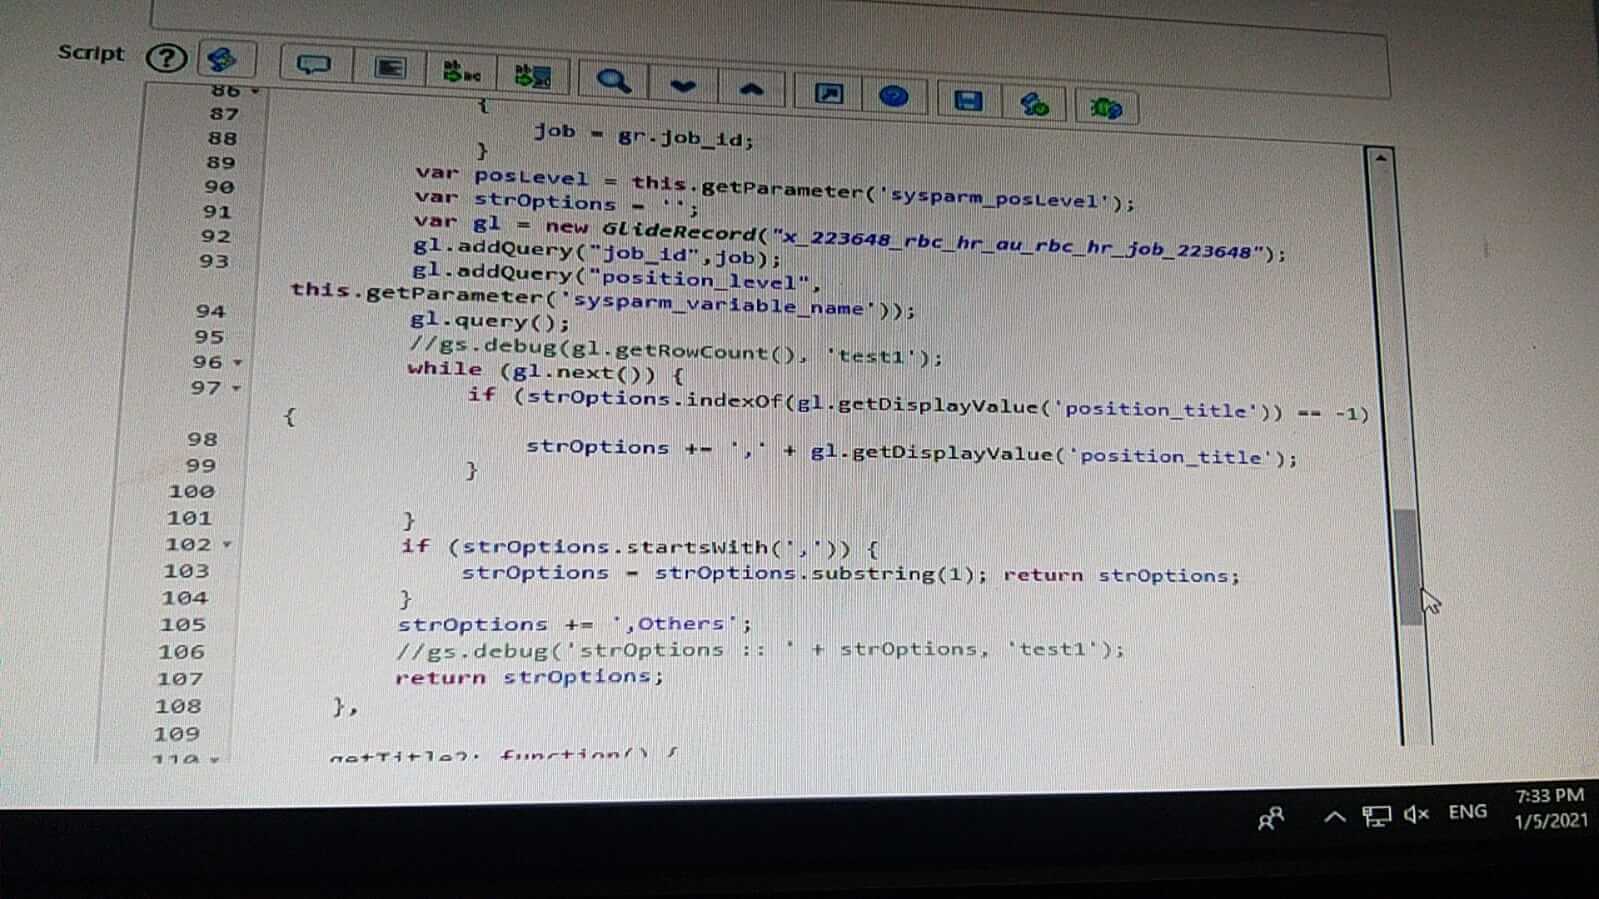 Script ?
86
87 {
88 job = gr.job_id;
89 }
90 var posLevel = this.getParameter('sysparm_posLevel');
91 var strOptions = '';
92 var gl = new GlideRecord("x_223648_rbc_hr_au_rbc_hr_job_223648");
93 gl.addQuery("job_id",job);
gl.addQuery("position_level",
this.getParameter('sysparm_variable_name'));
94 gl.query();
95 //gs.debug(gl.getRowCount(), 'test1');
96 while (gl.next()) {
97 if (strOptions.indexOf(gl.getDisplayValue('position_title')) == -1)
{
98 strOptions += ',' + gl.getDisplayValue('position_title');
99 }
100
101 }
102 if (strOptions.startsWith(',')) {
103 strOptions = strOptions.substring(1); return strOptions;
104 }
105 strOptions += ',Others';
106 //gs.debug('strOptions :: ' + strOptions, 'test1');
107 return strOptions;
108 },
109
110 function() {
ENG
7:33 PM
1/5/2021